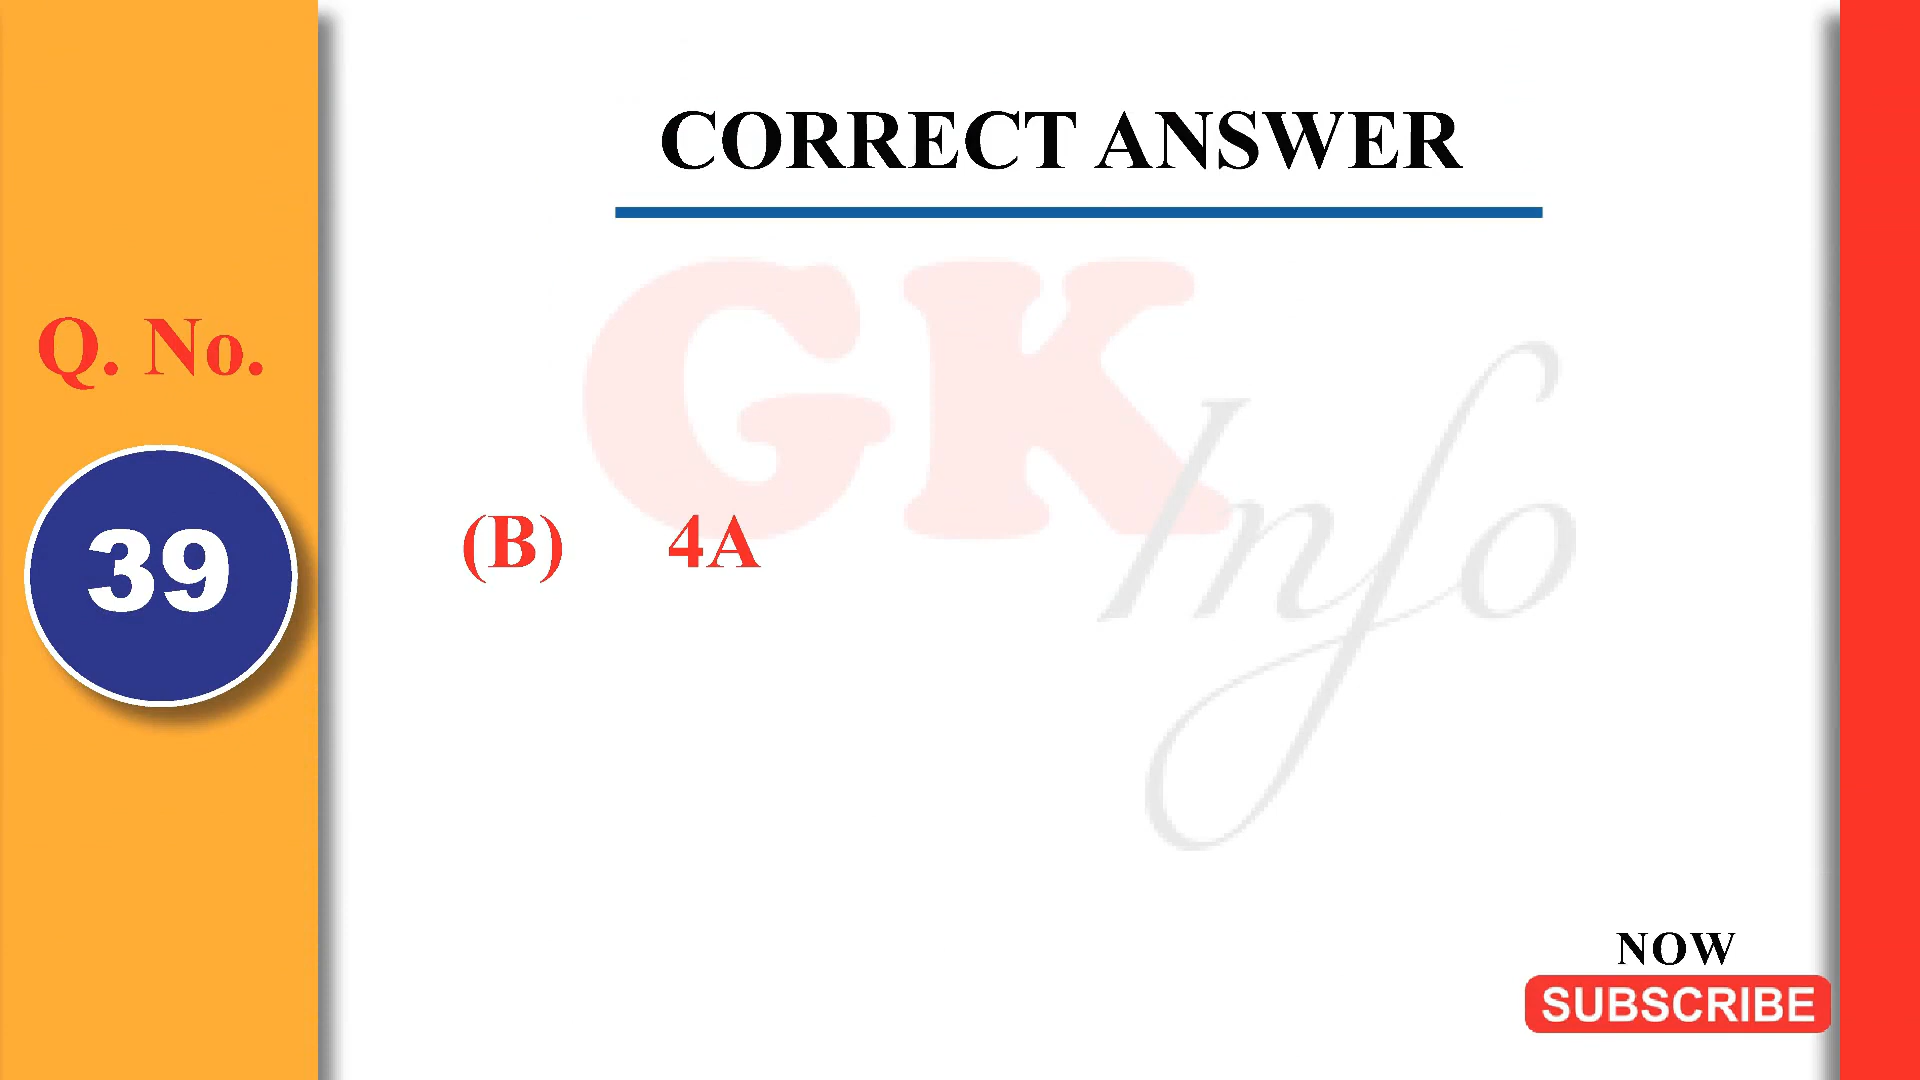 CORRECT ANSWER
GK
Info
Q. No.
39
(B) 4A
NOW
SUBSCRIBE